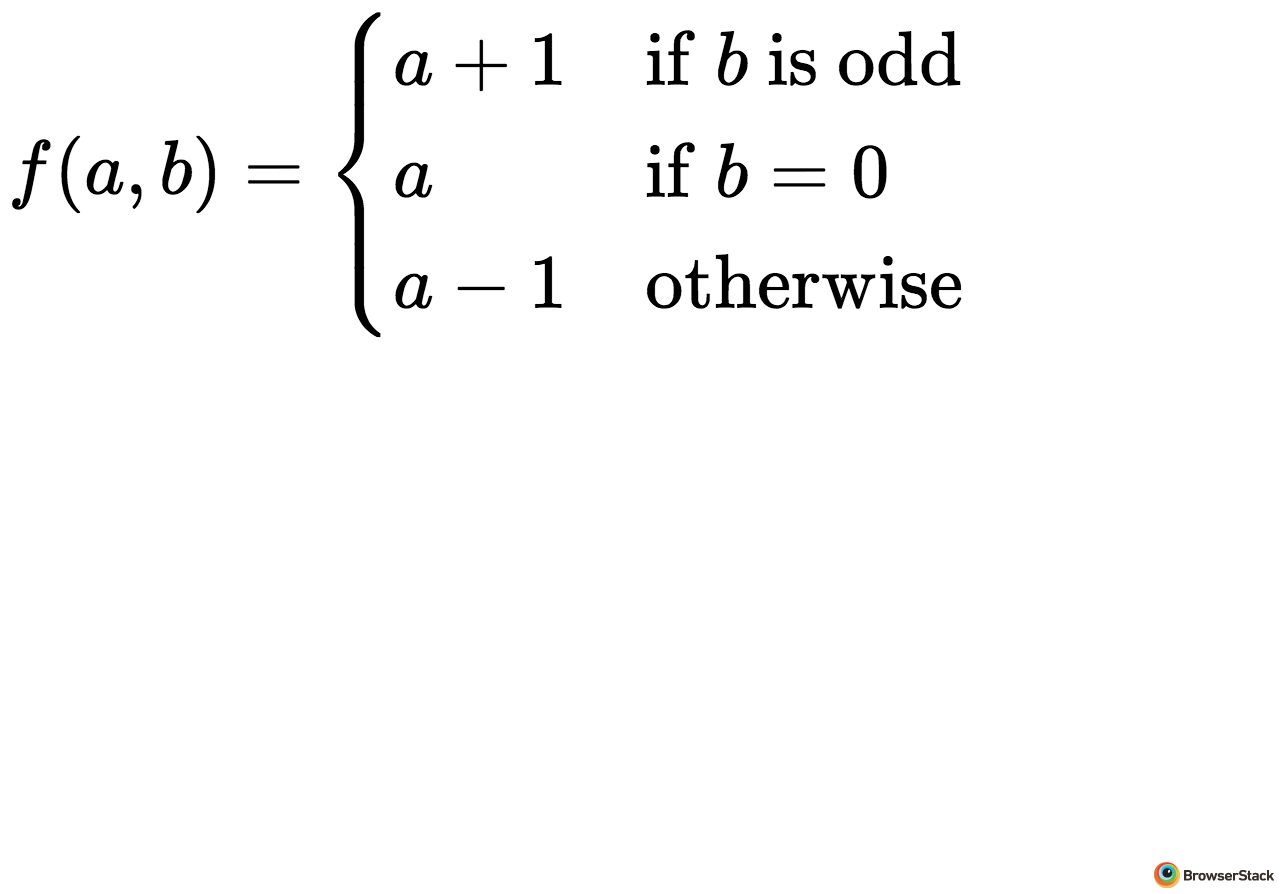 a + 1 if b is odd
f(a, b) = { a if b = 0
a − 1 otherwise
BrowserStack